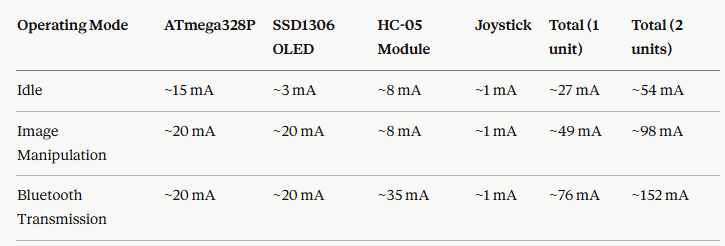 Operating Mode ATmega328P SSD1306 OLED HC-05 Module Joystick Total (1 unit) Total (2 units)
Idle ~15 mA ~3 mA ~8 mA ~1 mA ~27 mA ~54 mA
Image Manipulation ~20 mA ~20 mA ~8 mA ~1 mA ~49 mA ~98 mA
Bluetooth Transmission ~20 mA ~20 mA ~35 mA ~1 mA ~76 mA ~152 mA